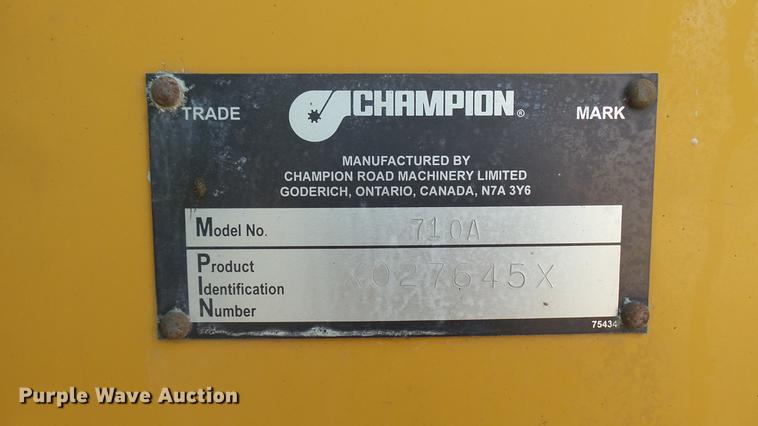 TRADE CHAMPION ® MARK
MANUFACTURED BY
CHAMPION ROAD MACHINERY LIMITED
GODERICH, ONTARIO, CANADA, N7A 3Y6
Model No. 710A
Product
Identification X027645X
Number
75434
Purple Wave Auction